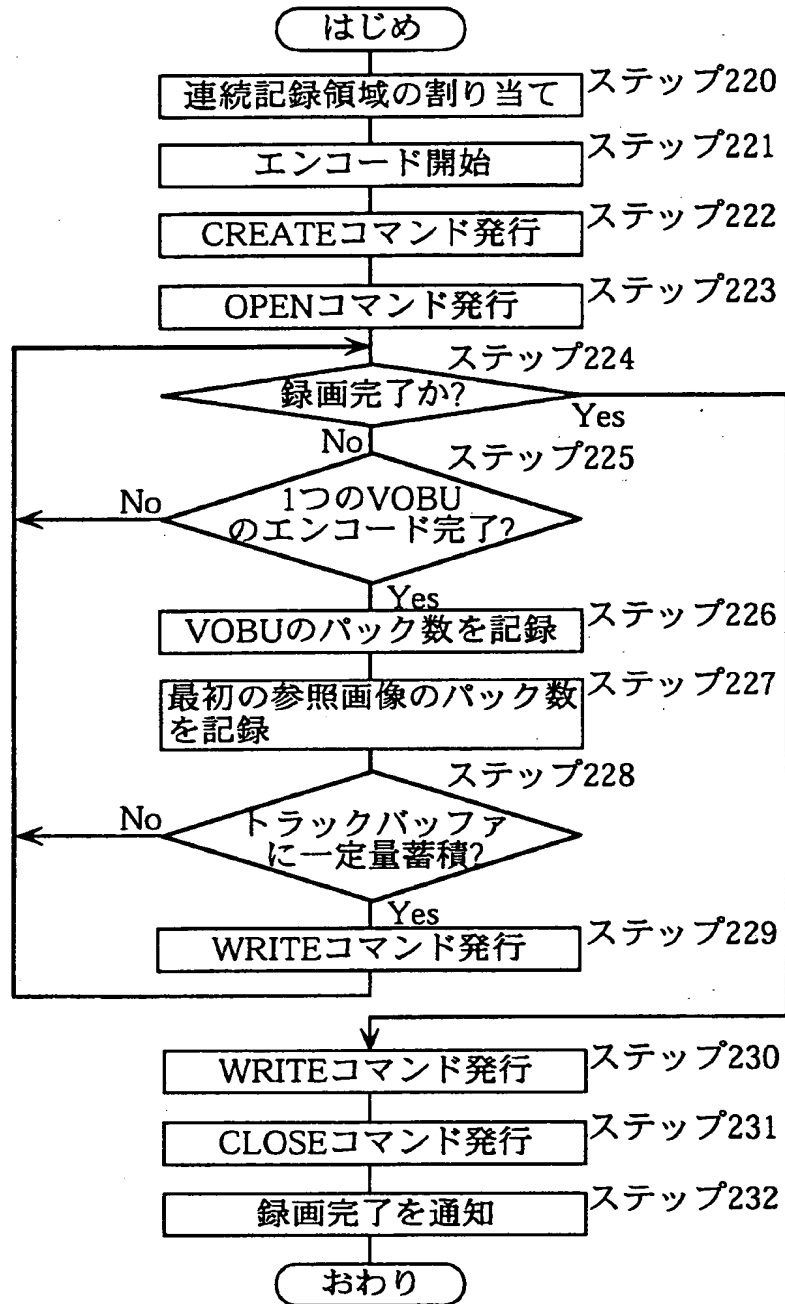 はじめ
連続記録領域の割り当て
ステップ220
エンコード開始
ステップ221
CREATEコマンド発行
ステップ222
OPENコマンド発行
ステップ223
ステップ224
録画完了か?
Yes
No
ステップ225
No
1つのVOBU
のエンコード完了?
Yes
VOBUのパック数を記録
ステップ226
最初の参照画像のパック数
を記録
ステップ227
ステップ228
No
トラックバッファ
に一定量蓄積?
Yes
WRITEコマンド発行
ステップ229
WRITEコマンド発行
ステップ230
CLOSEコマンド発行
ステップ231
録画完了を通知
ステップ232
おわり